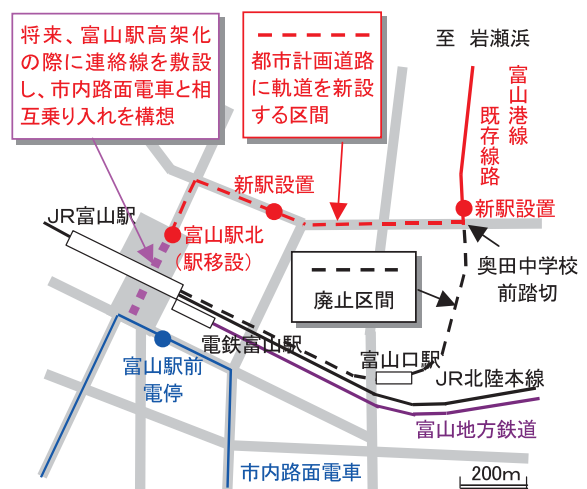 将来、富山駅高架化
の際に連絡線を敷設
し、市内路面電車と相
互乗り入れを構想
都市計画道路
に軌道を新設
する区間
至 岩瀬浜
富山港線
既存線路
新駅設置
新駅設置
JR富山駅
富山駅北
(駅移設)
奥田中学校
前踏切
廃止区間
電鉄富山駅
富山口駅
富山駅前
電停
JR北陸本線
富山地方鉄道
市内路面電車
200m